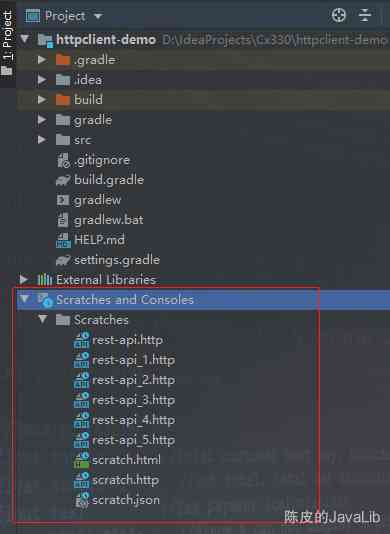 1: Project
Project
httpclient-demo D:\IdeaProjects\Cx330\httpclient-demo
.gradle
.idea
build
gradle
src
.gitignore
build.gradle
gradlew
gradlew.bat
HELP.md
settings.gradle
External Libraries
Scratches and Consoles
Scratches
rest-api.http
rest-api_1.http
rest-api_2.http
rest-api_3.http
rest-api_4.http
rest-api_5.http
scratch.html
scratch.http
scratch.json
陈皮的JavaLib